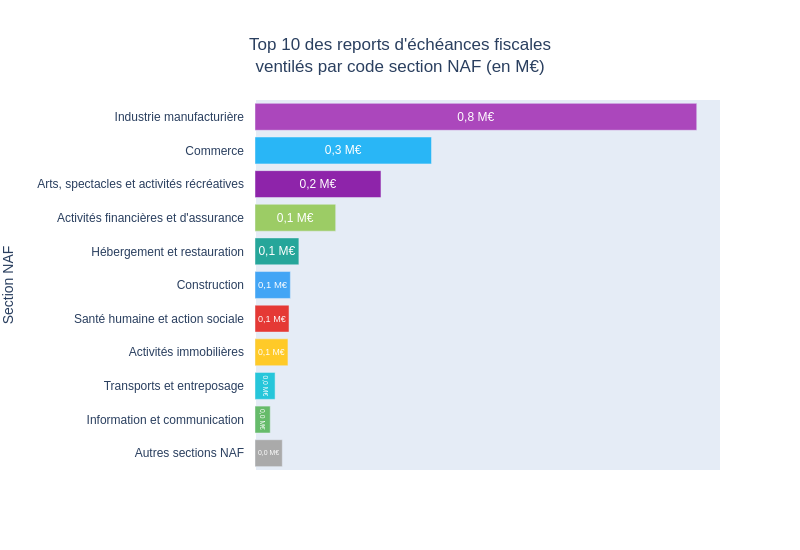 Top 10 des reports d'échéances fiscales
ventilés par code section NAF (en M€)
Section NAF
Industrie manufacturière 0,8 M€
Commerce 0,3 M€
Arts, spectacles et activités récréatives 0,2 M€
Activités financières et d'assurance 0,1 M€
Hébergement et restauration 0,1 M€
Construction 0,1 M€
Santé humaine et action sociale 0,1 M€
Activités immobilières 0,1 M€
Transports et entreposage 0,0 M€
Information et communication 0,0 M€
Autres sections NAF 0,0 M€